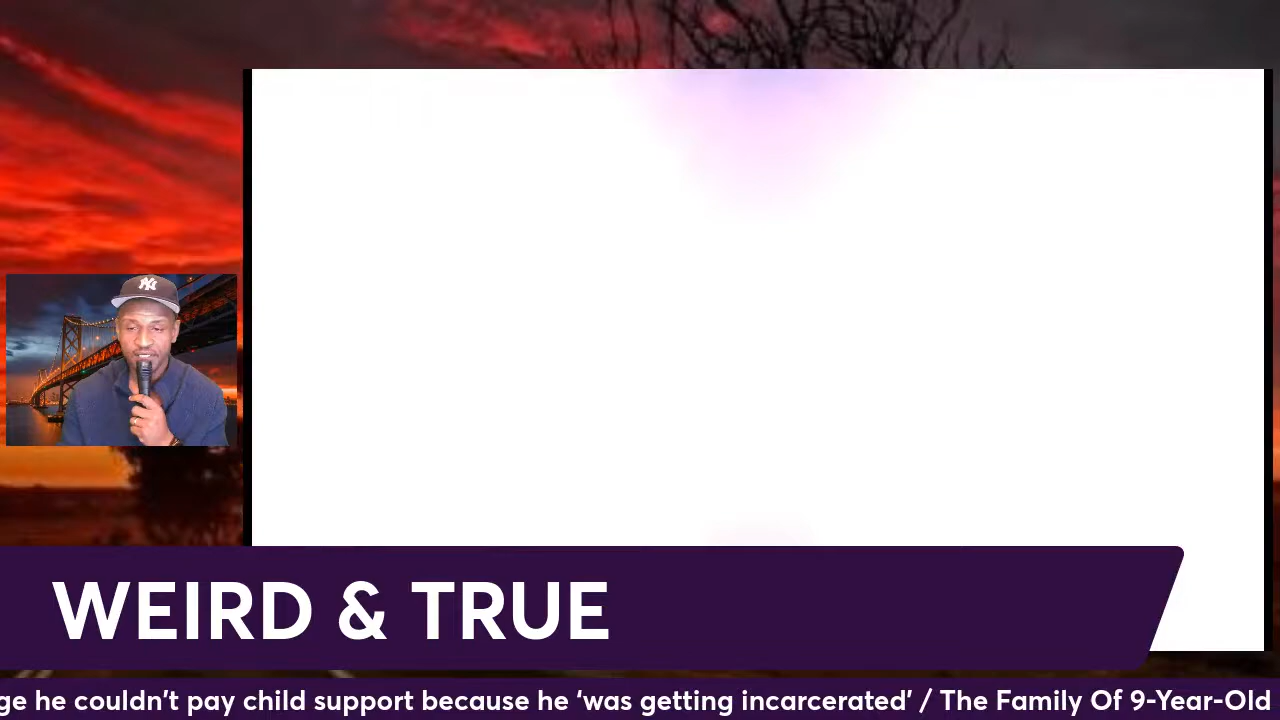 NY
WEIRD & TRUE
ge he couldn't pay child support because he ‘was getting incarcerated’ / The Family Of 9-Year-Old